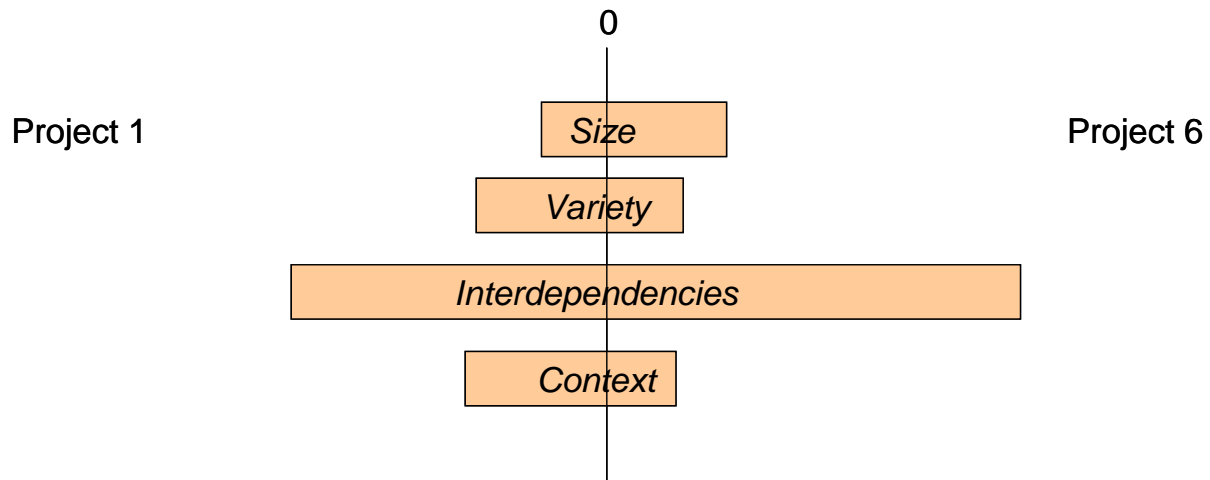 0
Project 1
Size
Project 6
Variety
Interdependencies
Context